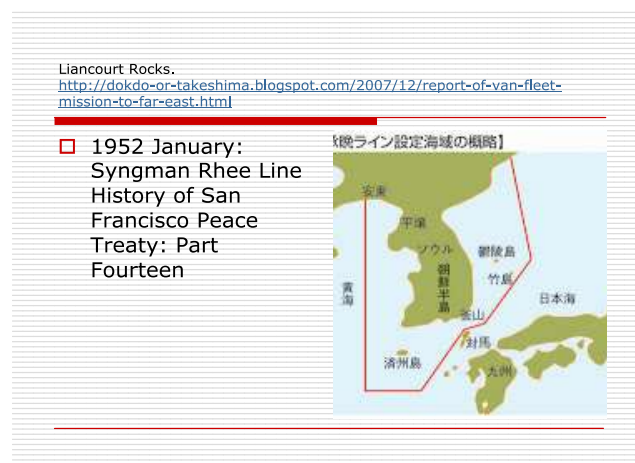 Liancourt Rocks.
http://dokdo-or-takeshima.blogspot.com/2007/12/report-of-van-fleet-
mission-to-far-east.html
1952 January:
Syngman Rhee Line
History of San
Francisco Peace
Treaty: Part
Fourteen
晩ライン設定海域の概略】
安東
平壌
ソウル
鬱陵島
朝鮮半島
竹島
黄海
日本海
釜山
対馬
済州島
九州